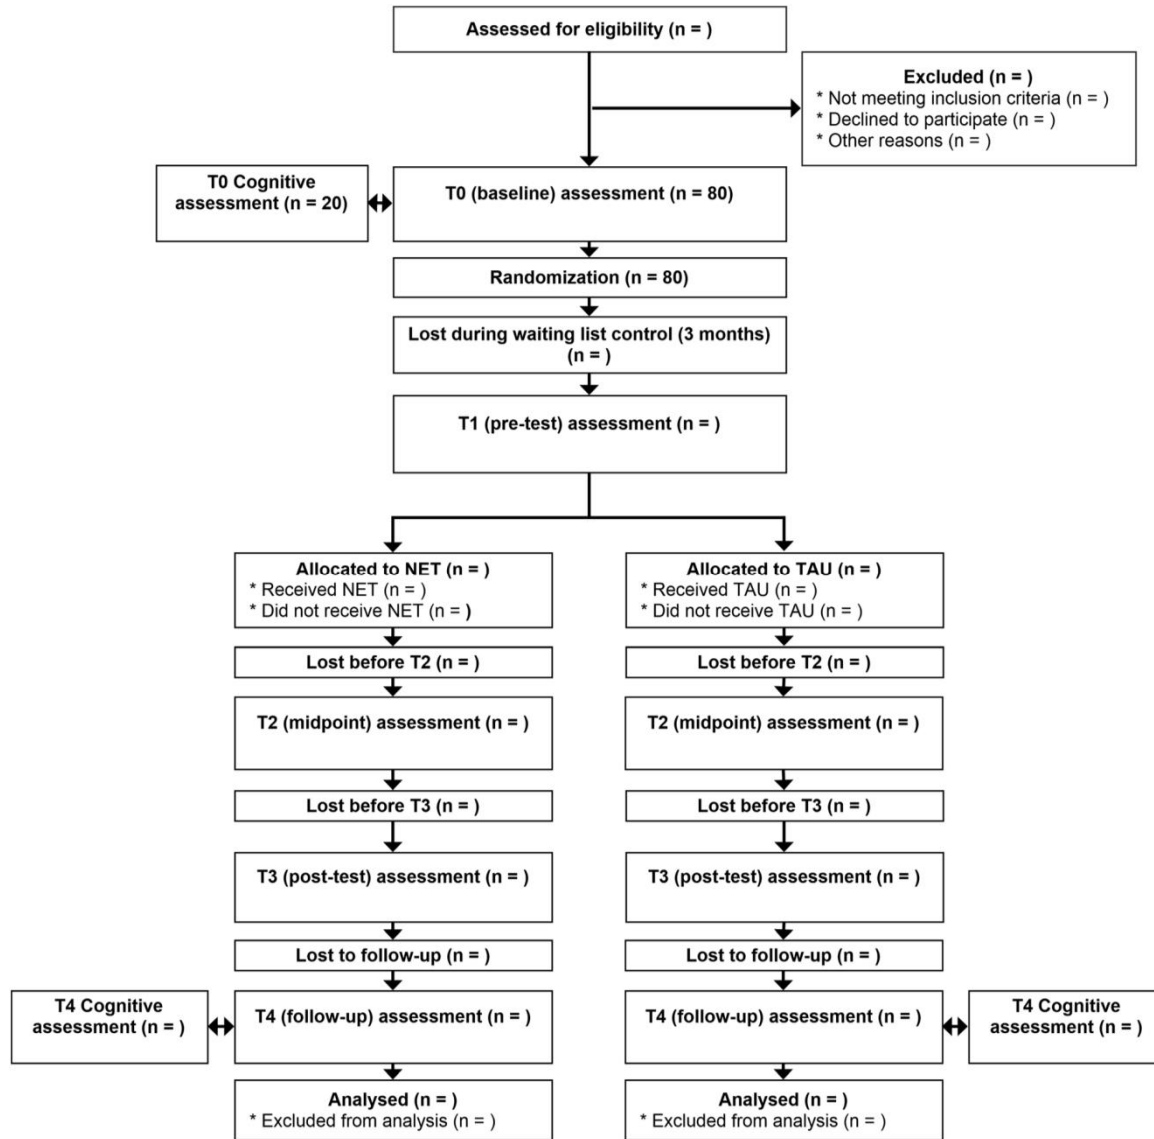 Assessed for eligibility (n = )
Excluded (n = )
* Not meeting inclusion criteria (n = )
* Declined to participate (n = )
* Other reasons (n = )
T0 Cognitive
assessment (n = 20)
T0 (baseline) assessment (n = 80)
Randomization (n = 80)
Lost during waiting list control (3 months)
(n = )
T1 (pre-test) assessment (n = )
Allocated to NET (n = )
* Received NET (n = )
* Did not receive NET (n = )
Allocated to TAU (n = )
* Received TAU (n = )
* Did not receive TAU (n = )
Lost before T2 (n = )
Lost before T2 (n = )
T2 (midpoint) assessment (n = )
T2 (midpoint) assessment (n = )
Lost before T3 (n = )
Lost before T3 (n = )
T3 (post-test) assessment (n = )
T3 (post-test) assessment (n = )
Lost to follow-up (n = )
Lost to follow-up (n = )
T4 Cognitive
assessment (n = )
T4 (follow-up) assessment (n = )
T4 (follow-up) assessment (n = )
T4 Cognitive
assessment (n = )
Analysed (n = )
* Excluded from analysis (n = )
Analysed (n = )
* Excluded from analysis (n = )